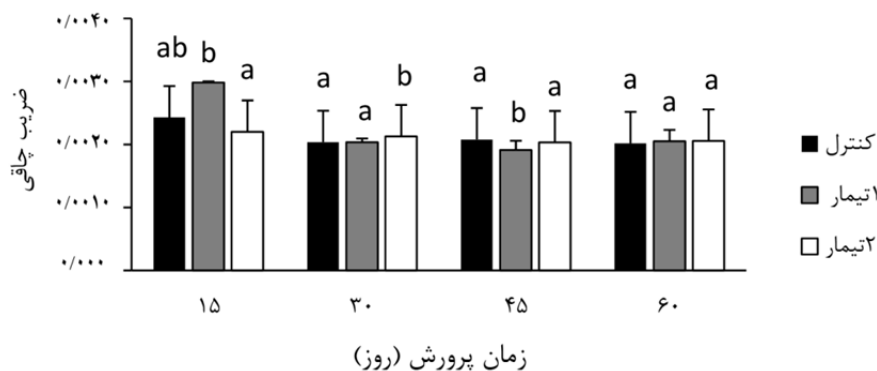 ۰/۰۰۴۰
۰/۰۰۳۰
۰/۰۰۲۰
۰/۰۰۱۰
۰/۰۰۰
ضریب چاقی
ab b a
a a b
a b a
a a a
۱۵ ۳۰ ۴۵ ۶۰
زمان پرورش (روز)
کنترل
تیمار۱
تیمار۲